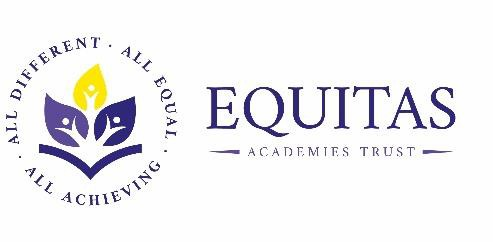 · ALL DIFFERENT · ALL EQUAL · ALL ACHIEVING
EQUITAS
ACADEMIES TRUST